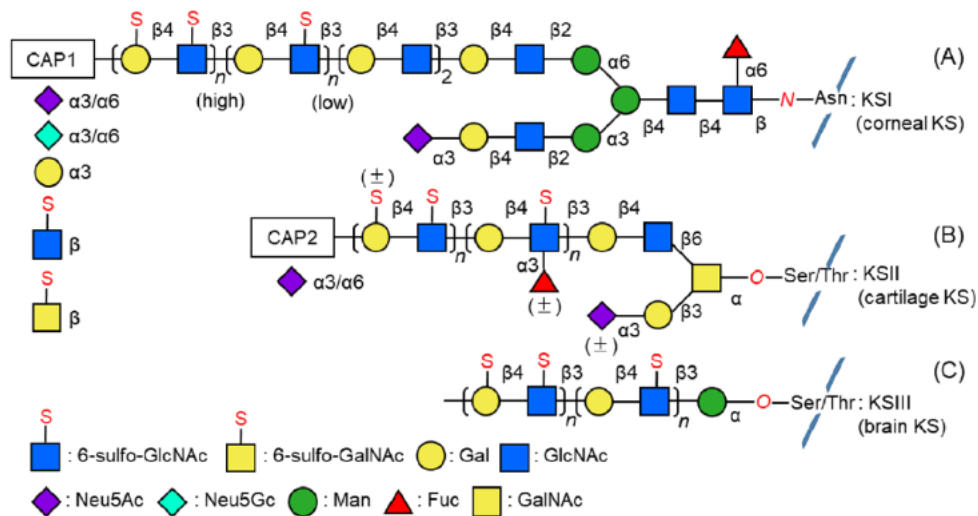 S S β3 S β3
β4 β4 β4 β4 β2
CAP1 n n 2 α6 α6 (A)
(high) (low)
N Asn : KSI
(corneal KS)
α3/α6 α3 β4 β2 α3 β4 β4 β
α3/α6
α3
(±)
S β4 S β3 β4 S β3 β4
CAP2 n n β6 (B)
α3/α6 α3 (±) O Ser/Thr : KSII
(cartilage KS)
S
β
α
(±) α3 β3
S
β
S β4 S β3 β4 S β3 (C)
n n α O Ser/Thr : KSIII
(brain KS)
S S
: 6-sulfo-GlcNAc : 6-sulfo-GalNAc : Gal : GlcNAc
: Neu5Ac : Neu5Gc : Man : Fuc : GalNAc